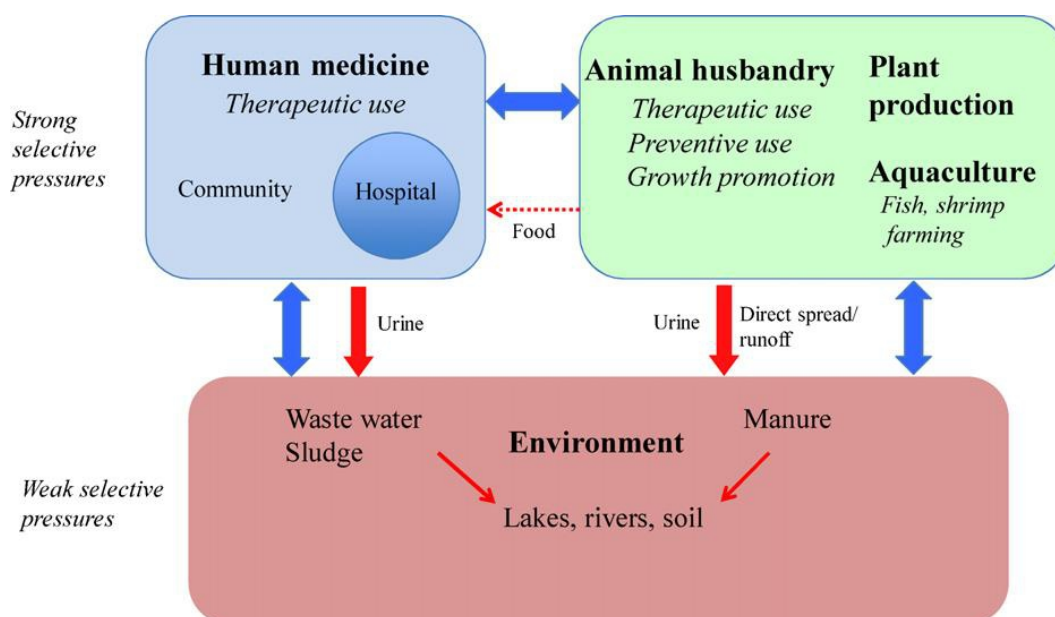 Strong
selective
pressures
Human medicine
Therapeutic use
Community
Hospital
Food
Animal husbandry
Therapeutic use
Preventive use
Growth promotion
Plant
production
Aquaculture
Fish, shrimp
farming
Urine
Urine
Direct spread/
runoff
Weak selective
pressures
Waste water
Sludge
Environment
Manure
Lakes, rivers, soil